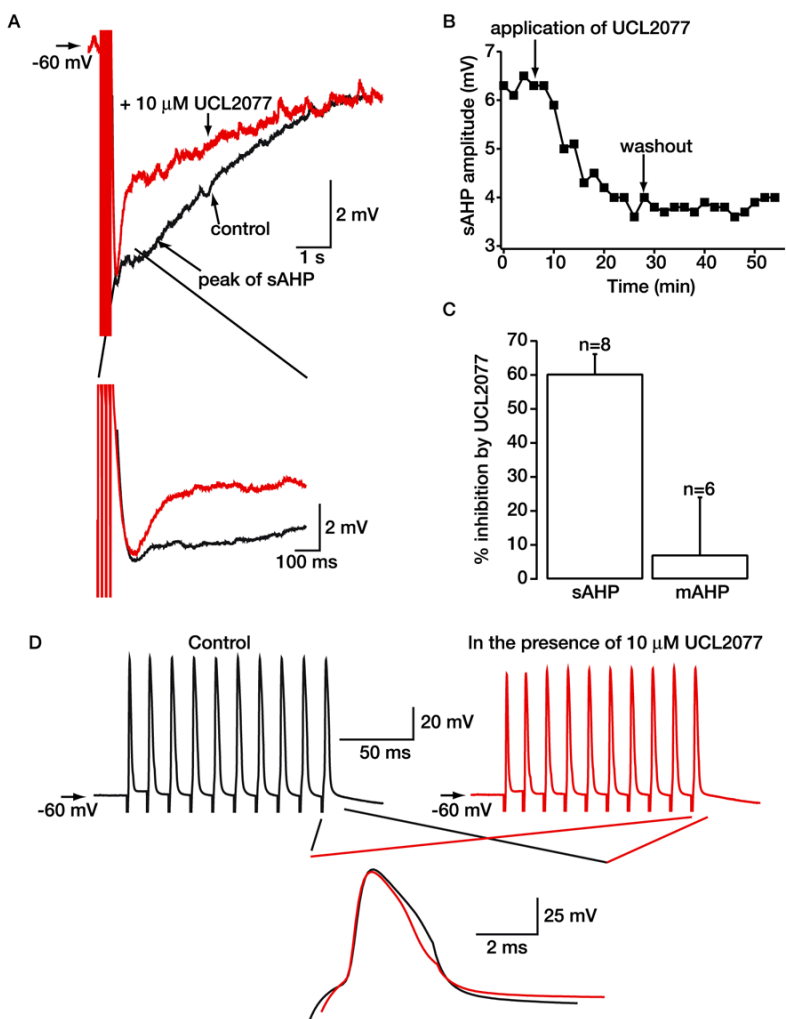 A
-60 mV
+ 10 μM UCL2077
control
2 mV
1 s
peak of sAHP
2 mV
100 ms
B
application of UCL2077
washout
sAHP amplitude (mV)
7
6
5
4
3
0 10 20 30 40 50
Time (min)
C
% inhibition by UCL2077
70
60
50
40
30
20
10
0
n=8
n=6
sAHP mAHP
D
Control
In the presence of 10 μM UCL2077
20 mV
50 ms
-60 mV
-60 mV
25 mV
2 ms